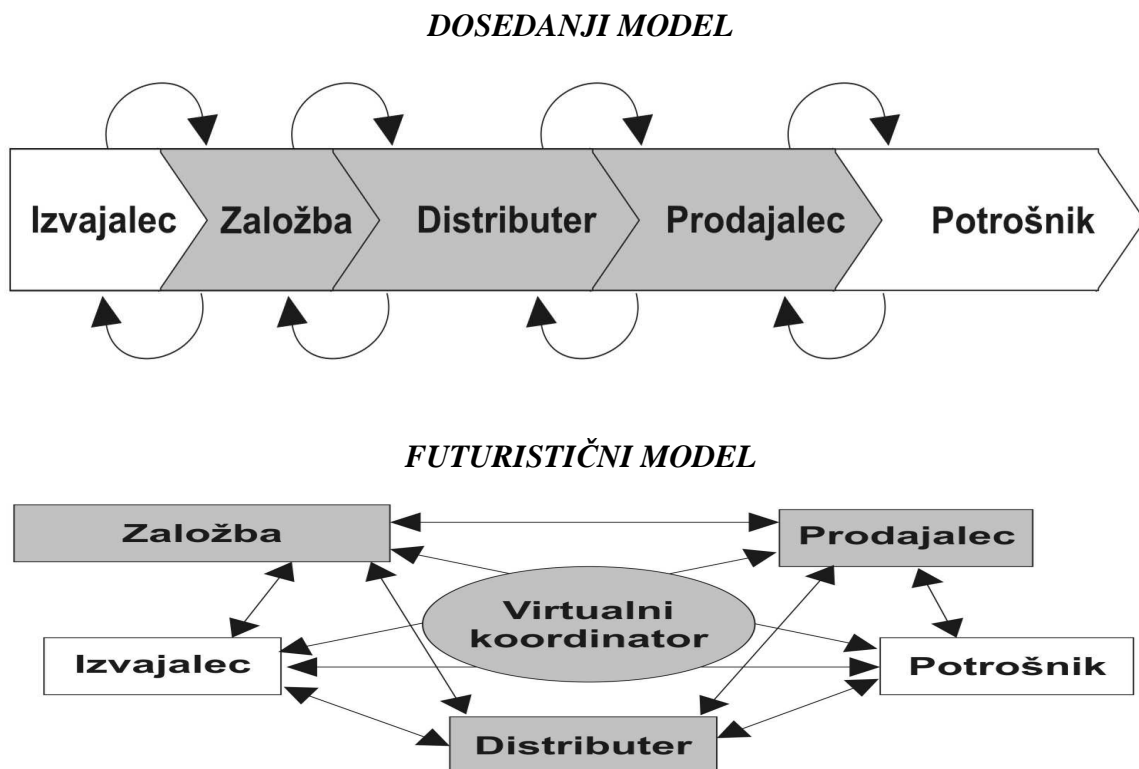 DOSEDANJI MODEL
Izvajalec
Založba
Distributer
Prodajalec
Potrošnik
FUTURISTIČNI MODEL
Založba
Prodajalec
Virtualni
koordinator
Izvajalec
Potrošnik
Distributer